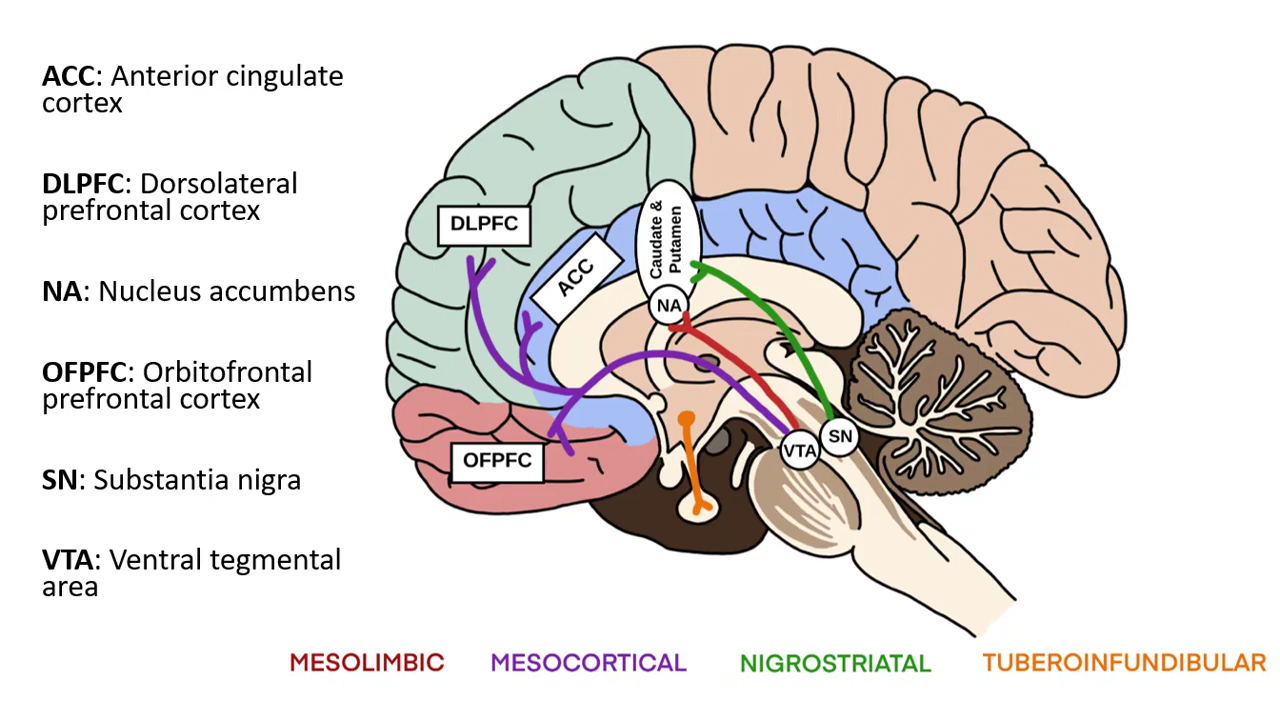 ACC: Anterior cingulate
cortex
DLPFC: Dorsolateral
prefrontal cortex
NA: Nucleus accumbens
OFPFC: Orbitofrontal
prefrontal cortex
SN: Substantia nigra
VTA: Ventral tegmental
area
DLPFC
ACC
Caudate &
Putamen
NA
OFPFC
VTA
SN
MESOLIMBIC
MESOCORTICAL
NIGROSTRIATAL
TUBEROINFUNDIBULAR